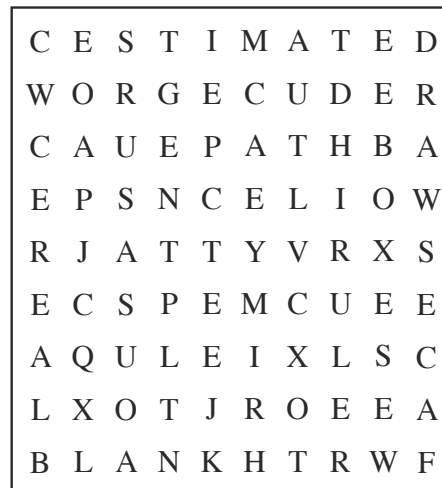 C E S T I M A T E D
W O R G E C U D E R
C A U E P A T H B A
E P S N C E L I O W
R J A T T Y V R X S
E C S P E M C U E E
A Q U L E I X L S C
L X O T J R O E E A
B L A N K H T R W F